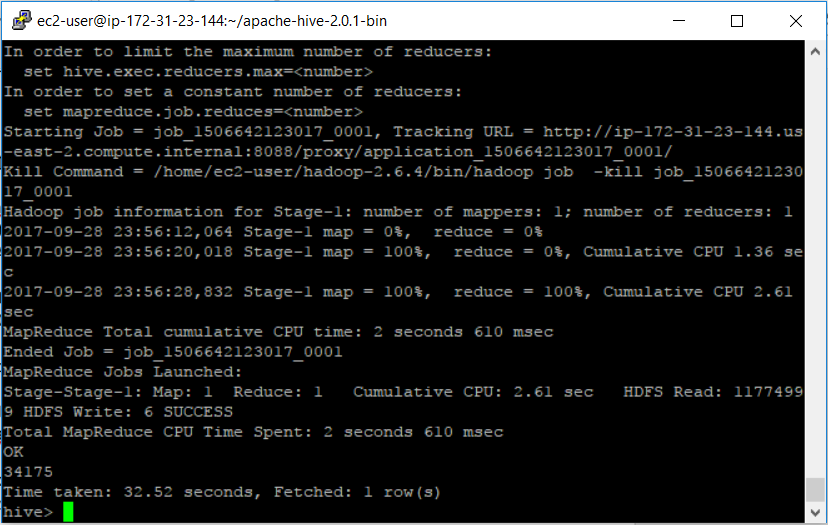 ec2-user@ip-172-31-23-144:~/apache-hive-2.0.1-bin
In order to limit the maximum number of reducers:
  set hive.exec.reducers.max=<number>
In order to set a constant number of reducers:
  set mapreduce.job.reduces=<number>
Starting Job = job_1506642123017_0001, Tracking URL = http://ip-172-31-23-144.us
-east-2.compute.internal:8088/proxy/application_1506642123017_0001/
Kill Command = /home/ec2-user/hadoop-2.6.4/bin/hadoop job  -kill job_15066421230
17_0001
Hadoop job information for Stage-1: number of mappers: 1; number of reducers: 1
2017-09-28 23:56:12,064 Stage-1 map = 0%,  reduce = 0%
2017-09-28 23:56:20,018 Stage-1 map = 100%,  reduce = 0%, Cumulative CPU 1.36 se
c
2017-09-28 23:56:28,832 Stage-1 map = 100%,  reduce = 100%, Cumulative CPU 2.61
sec
MapReduce Total cumulative CPU time: 2 seconds 610 msec
Ended Job = job_1506642123017_0001
MapReduce Jobs Launched:
Stage-Stage-1: Map: 1  Reduce: 1   Cumulative CPU: 2.61 sec   HDFS Read: 1177499
9 HDFS Write: 6 SUCCESS
Total MapReduce CPU Time Spent: 2 seconds 610 msec
OK
34175
Time taken: 32.52 seconds, Fetched: 1 row(s)
hive>